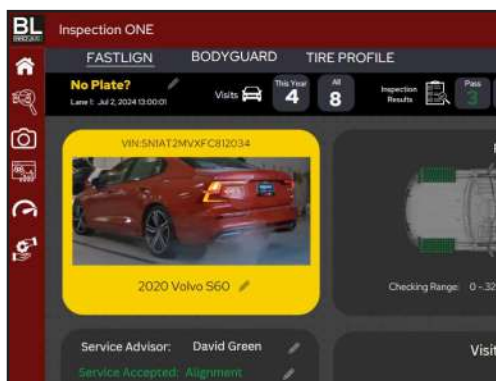 BL
Inspection ONE
FASTLIGN BODYGUARD TIRE PROFILE
No Plate?
Lane 1: Jul 2, 2024 13:00:01
Visits
This Year
4
All
8
Inspection
Results
Pass
3
VIN:5N1AT2MVXFC812034
2020 Volvo S60
Checking Range: 0 -.32
Service Advisor: David Green
Service Accepted: Alignment
Visit